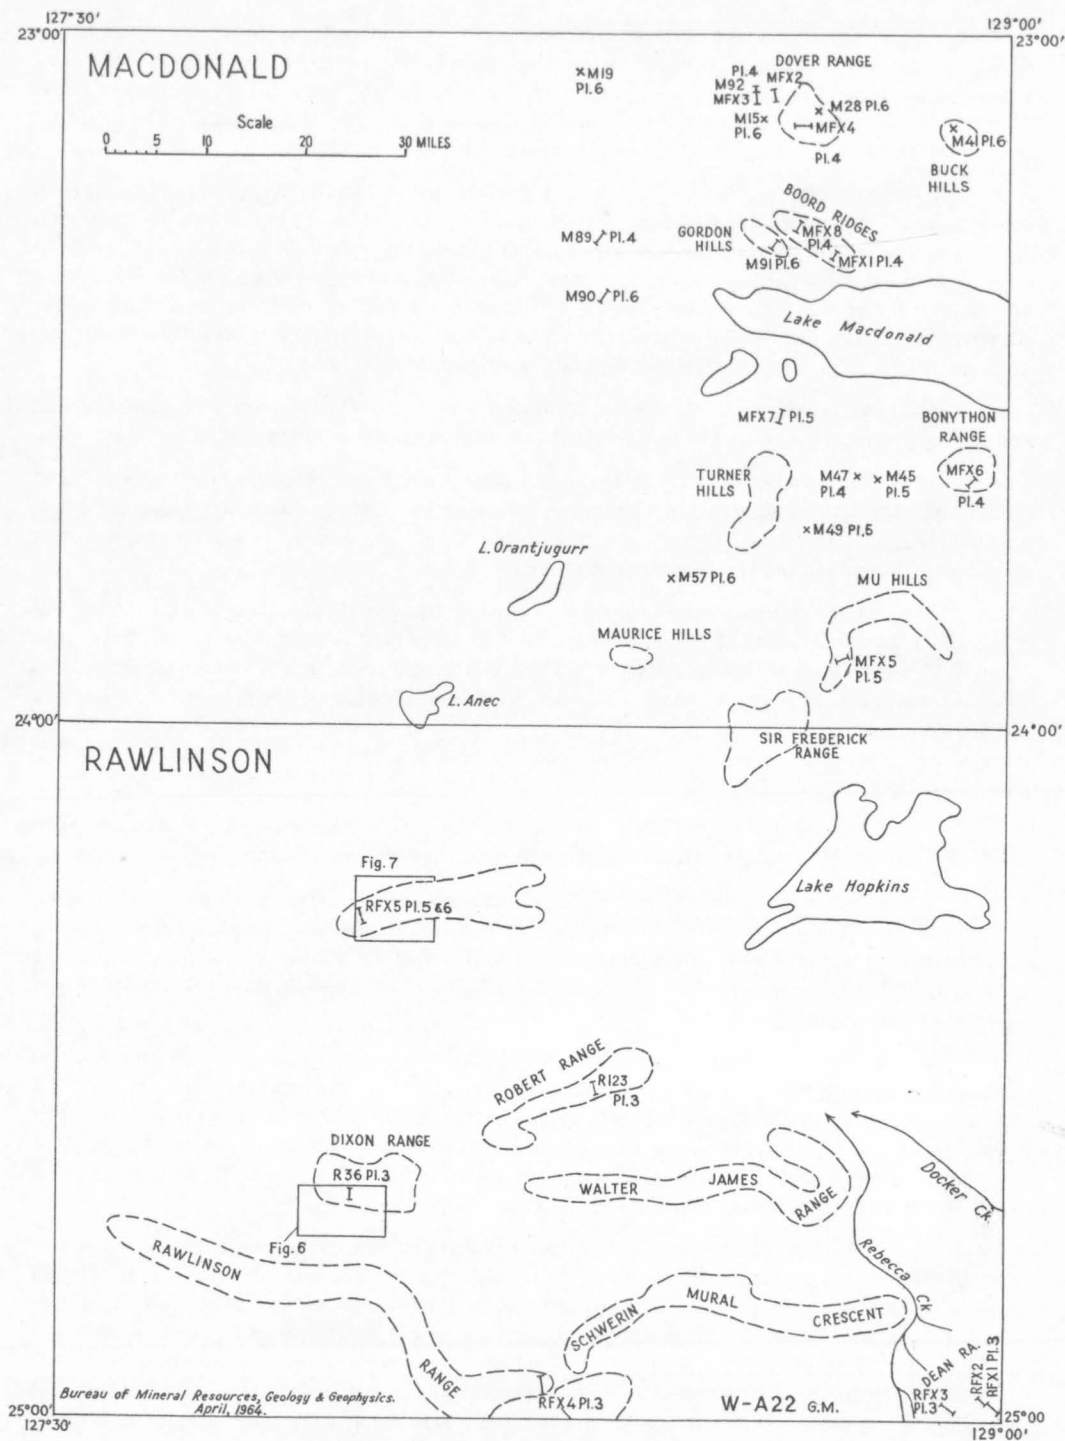 127°30'
129°00'
23°00'
23°00'
MACDONALD
Scale
0 5 10 20 30 MILES
M19
Pl.6
DOVER RANGE
Pl.4
MFX2
M92
MFX3
M28 Pl.6
M15
Pl.6
MFX4
Pl.4
M41 Pl.6
BUCK
HILLS
BOORD RIDGES
GORDON
HILLS
MFX8
Pl.4
MFX1 Pl.4
M91 Pl.6
M89 Pl.4
M90 Pl.6
Lake Macdonald
MFX7 Pl.5
BONYTHON
RANGE
MFX6
Pl.4
TURNER
HILLS
M47
Pl.4
M45
Pl.5
M49 Pl.5
L.Orantjugurr
M57 Pl.6
MU HILLS
MAURICE HILLS
MFX5
Pl.5
L.Anec
24°00'
24°00'
SIR FREDERICK
RANGE
RAWLINSON
Fig.7
RFX5 Pl.5 &6
Lake Hopkins
ROBERT RANGE
R123
Pl.3
DIXON RANGE
R36 Pl.3
Fig.6
WALTER JAMES RANGE
Docker Ck
Rebecca Ck
RAWLINSON RANGE
SCHWERIN MURAL CRESCENT
DEAN RA.
RFX3
Pl.3
RFX2
RFX1 Pl.3
RFX4 Pl.3
Bureau of Mineral Resources, Geology & Geophysics.
April, 1964.
W-A22 G.M.
25°00'
25°00'
127°30'
129°00'